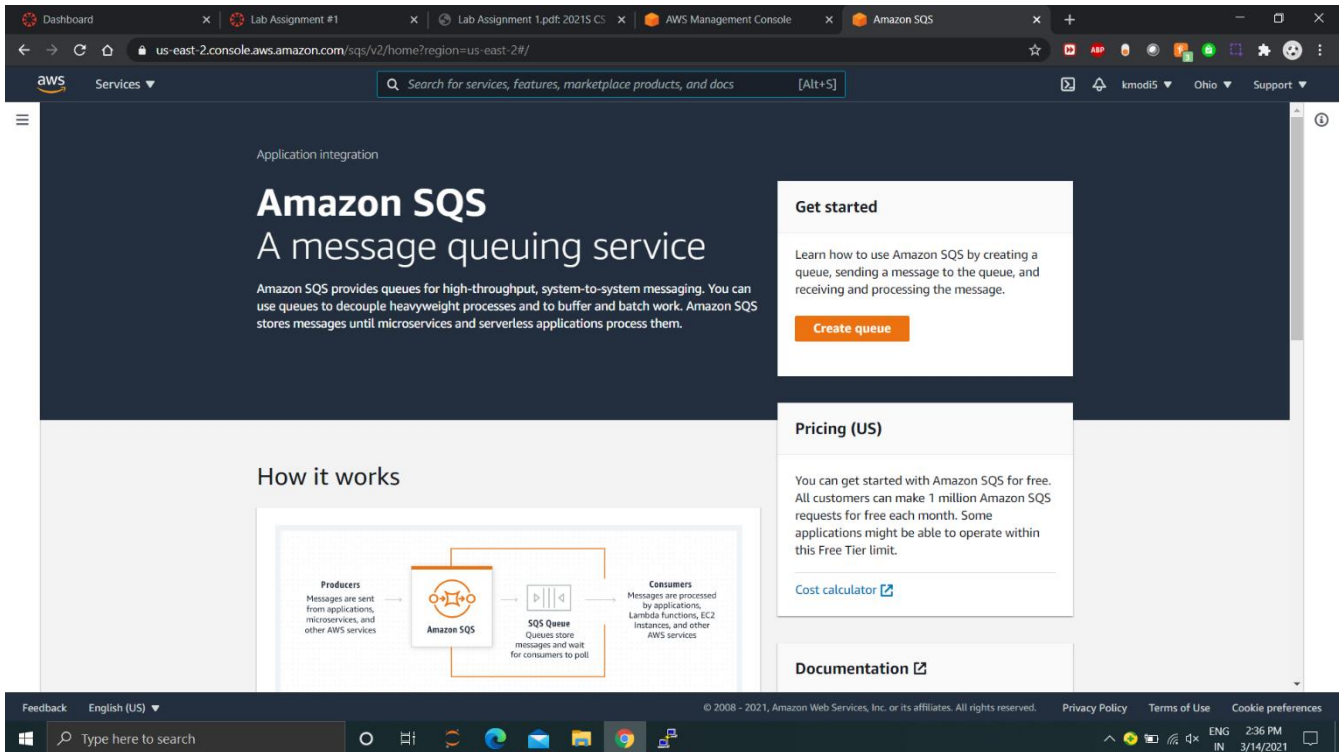 Dashboard
Lab Assignment #1
Lab Assignment 1.pdf: 2021S CS
AWS Management Console
Amazon SQS
us-east-2.console.aws.amazon.com/sqs/v2/home?region=us-east-2#/
ABP
3
aws
Services ▼
Search for services, features, marketplace products, and docs
[Alt+S]
kmodi5 ▼
Ohio ▼
Support ▼
Application integration
Amazon SQS
A message queuing service
Amazon SQS provides queues for high-throughput, system-to-system messaging. You can
use queues to decouple heavyweight processes and to buffer and batch work. Amazon SQS
stores messages until microservices and serverless applications process them.
Get started
Learn how to use Amazon SQS by creating a
queue, sending a message to the queue, and
receiving and processing the message.
Create queue
Pricing (US)
You can get started with Amazon SQS for free.
All customers can make 1 million Amazon SQS
requests for free each month. Some
applications might be able to operate within
this Free Tier limit.
Cost calculator
Documentation
How it works
Producers
Messages are sent
from applications,
microservices, and
other AWS services
Amazon SQS
SQS Queue
Queues store
messages and wait
for consumers to poll
Consumers
Messages are processed
by applications,
Lambda functions, EC2
Instances, and other
AWS services
Feedback
English (US) ▼
© 2008 - 2021, Amazon Web Services, Inc. or its affiliates. All rights reserved.
Privacy Policy
Terms of Use
Cookie preferences
Type here to search
ENG
IN
2:36 PM
3/14/2021